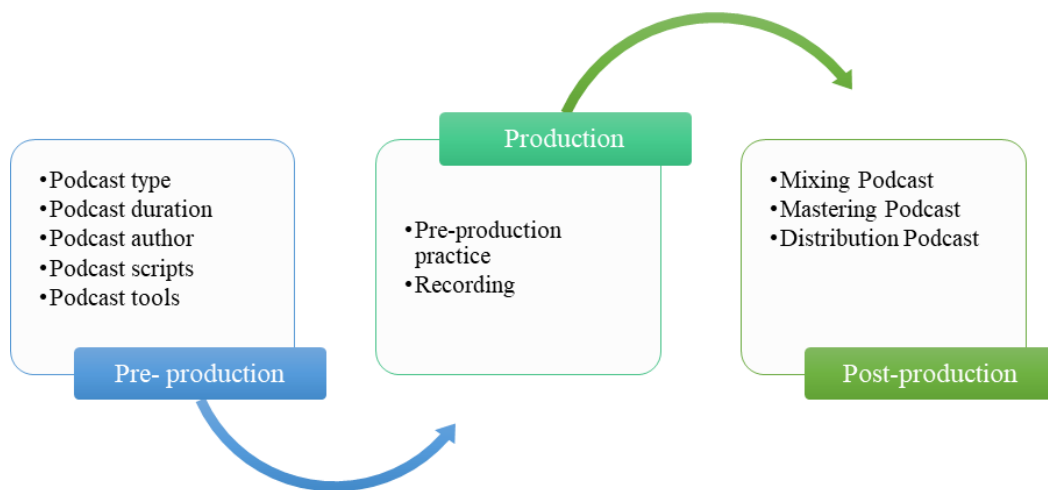 •Podcast type
•Podcast duration
•Podcast author
•Podcast scripts
•Podcast tools
Pre- production
Production
•Pre-production
practice
•Recording
•Mixing Podcast
•Mastering Podcast
•Distribution Podcast
Post-production